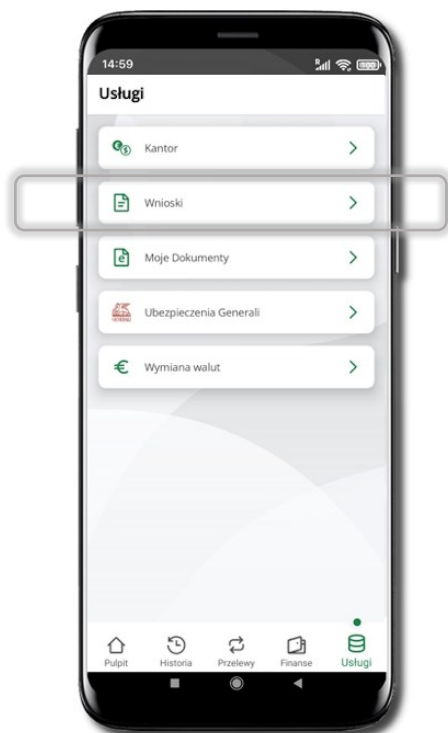 14:59
Usługi
Kantor
Wnioski
Moje Dokumenty
Ubezpieczenia Generali
Wymiana walut
Pulpit
Historia
Przelewy
Finanse
Usługi